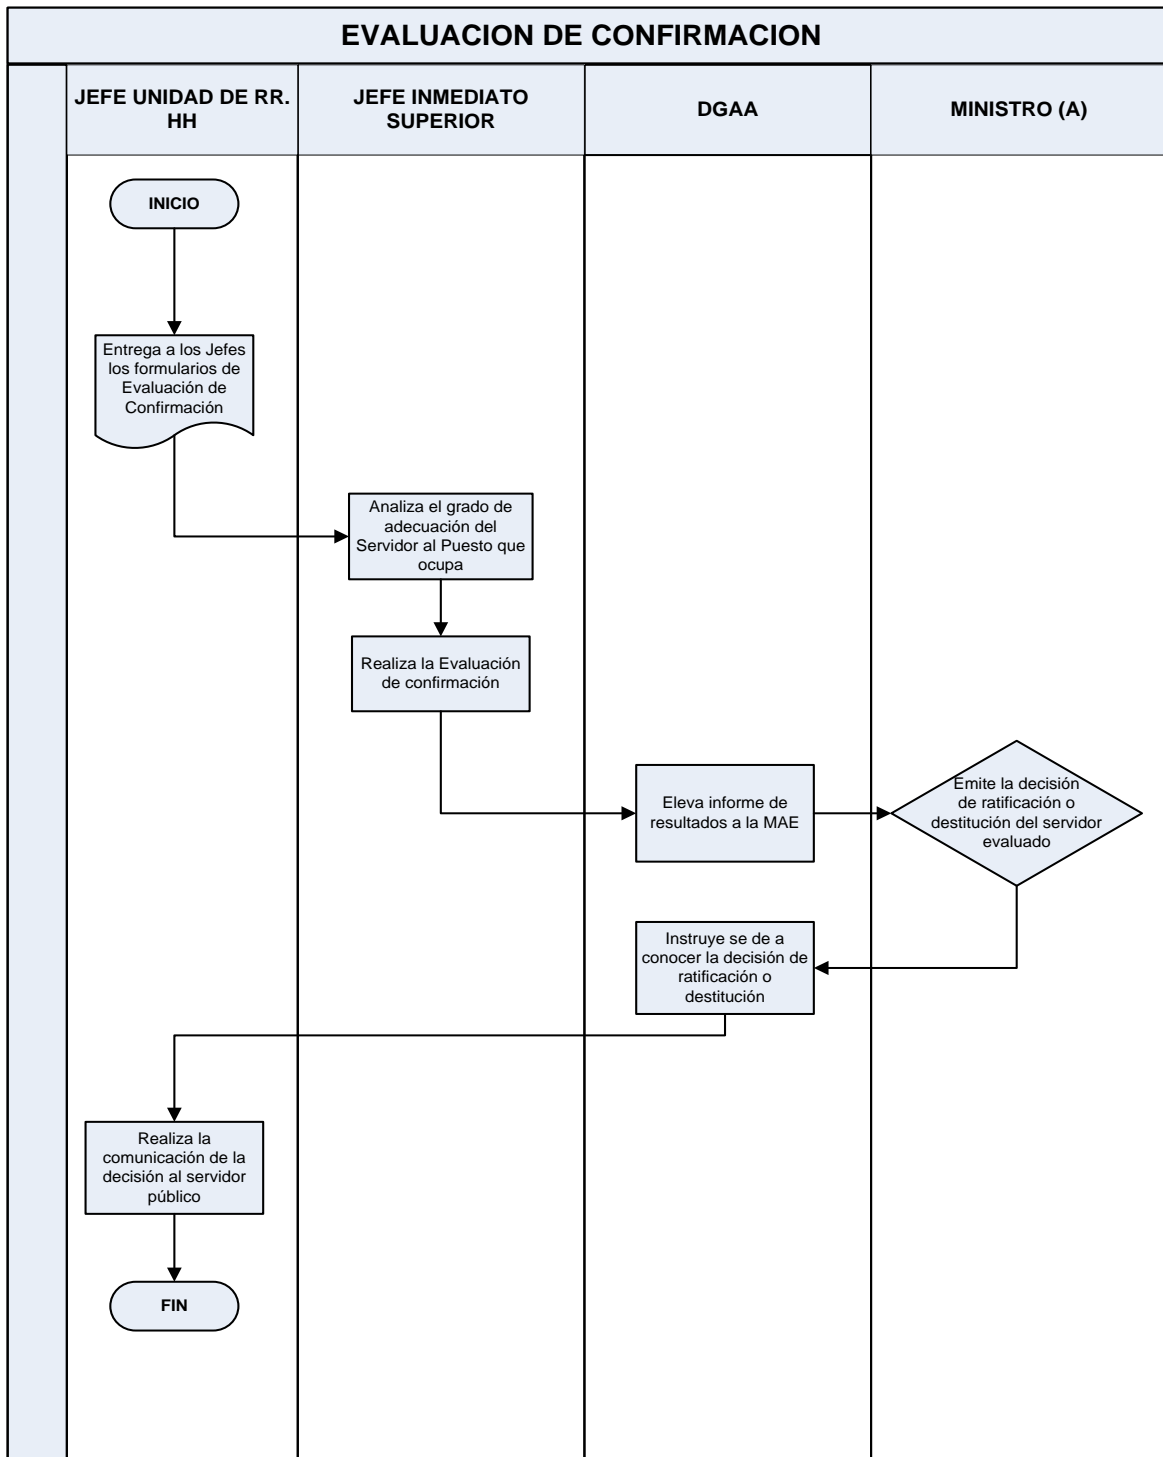 EVALUACION DE CONFIRMACION
JEFE UNIDAD DE RR.
HH
JEFE INMEDIATO
SUPERIOR
DGAA
MINISTRO (A)
INICIO
Entrega a los Jefes
los formularios de
Evaluación de
Confirmación
Analiza el grado de
adecuación del
Servidor al Puesto que
ocupa
Realiza la Evaluación
de confirmación
Eleva informe de
resultados a la MAE
Emite la decisión
de ratificación o
destitución del servidor
evaluado
Instruye se de a
conocer la decisión de
ratificación o
destitución
Realiza la
comunicación de la
decisión al servidor
público
FIN